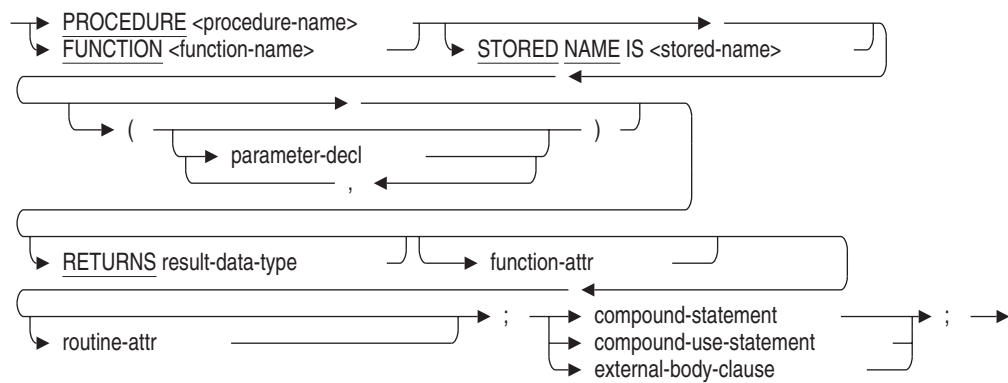 PROCEDURE <procedure-name>
FUNCTION <function-name>
STORED NAME IS <stored-name>
( )
parameter-decl
,
RETURNS result-data-type function-attr
routine-attr ; compound-statement ;
compound-use-statement
external-body-clause